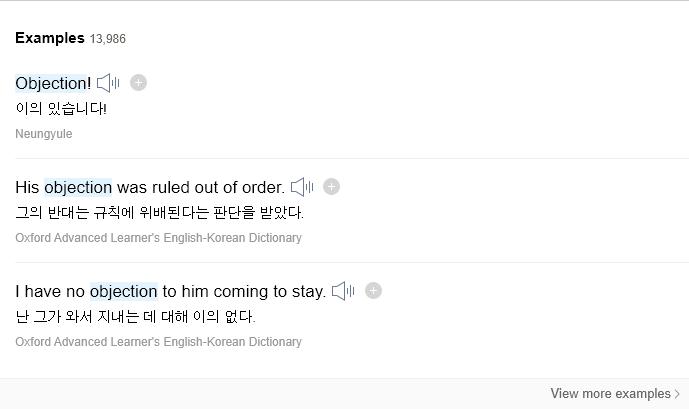 Examples 13,986
Objection!
이의 있습니다!
Neungyule
His objection was ruled out of order.
그의 반대는 규칙에 위배된다는 판단을 받았다.
Oxford Advanced Learner's English-Korean Dictionary
I have no objection to him coming to stay.
난 그가 와서 지내는 데 대해 이의 없다.
Oxford Advanced Learner's English-Korean Dictionary
View more examples